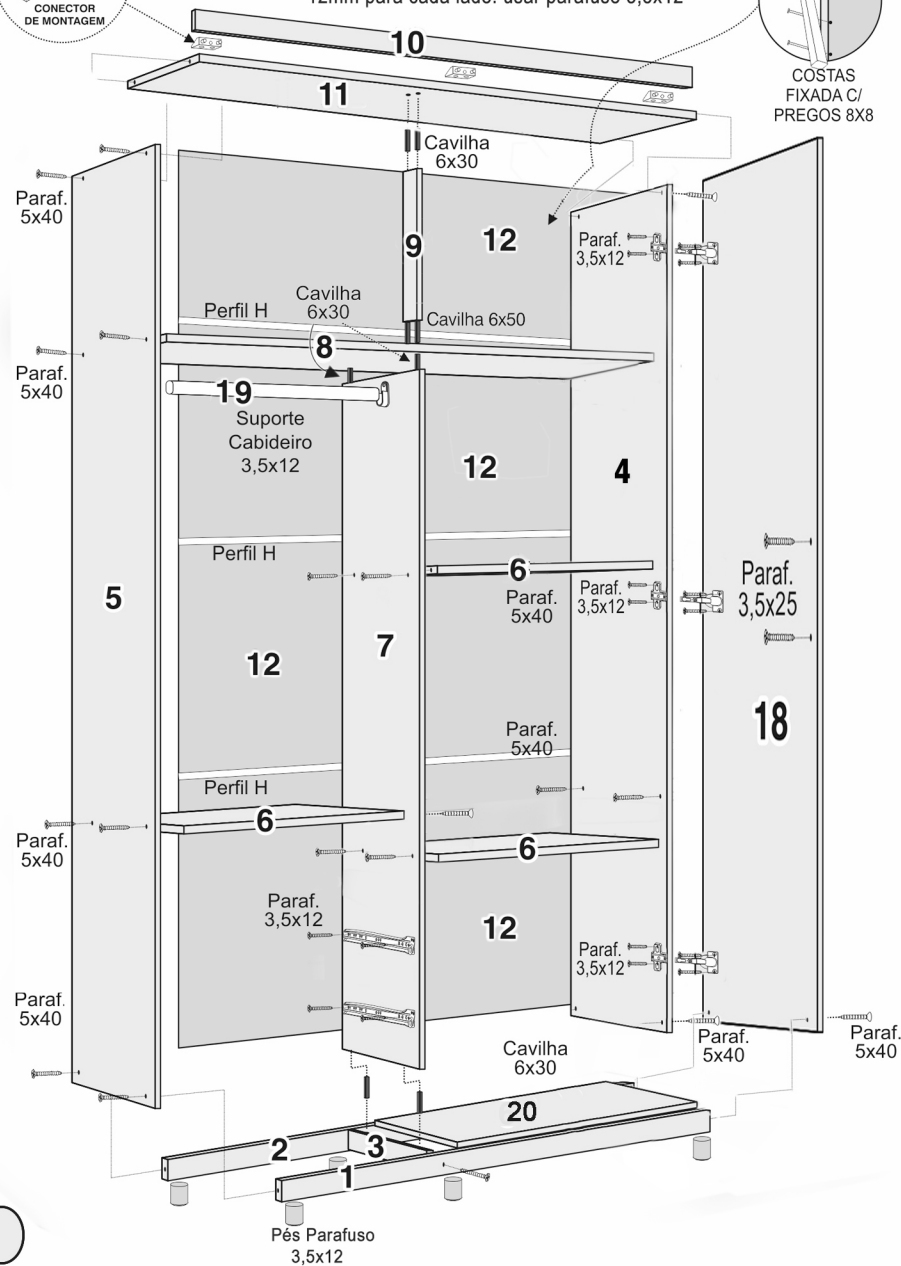 CONECTOR
DE MONTAGEM
12mm para cada lado. usar parafuso 3,5x12
10
COSTAS
FIXADA C/
PREGOS 8X8
11
Cavilha
6x30
Paraf.
5x40
9
12
Paraf.
3,5x12
Cavilha
6x30
Perfil H
Cavilha 6x50
8
Paraf.
5x40
19
Suporte
Cabideiro
3,5x12
12
4
Perfil H
6
Paraf.
3,5x12
Paraf.
3,5x25
5
Paraf.
5x40
7
12
18
Paraf.
5x40
Perfil H
6
Paraf.
5x40
6
Paraf.
3,5x12
12
Paraf.
3,5x12
Paraf.
5x40
Paraf.
5x40
Paraf.
5x40
Cavilha
6x30
20
2
3
1
Pés Parafuso
3,5x12